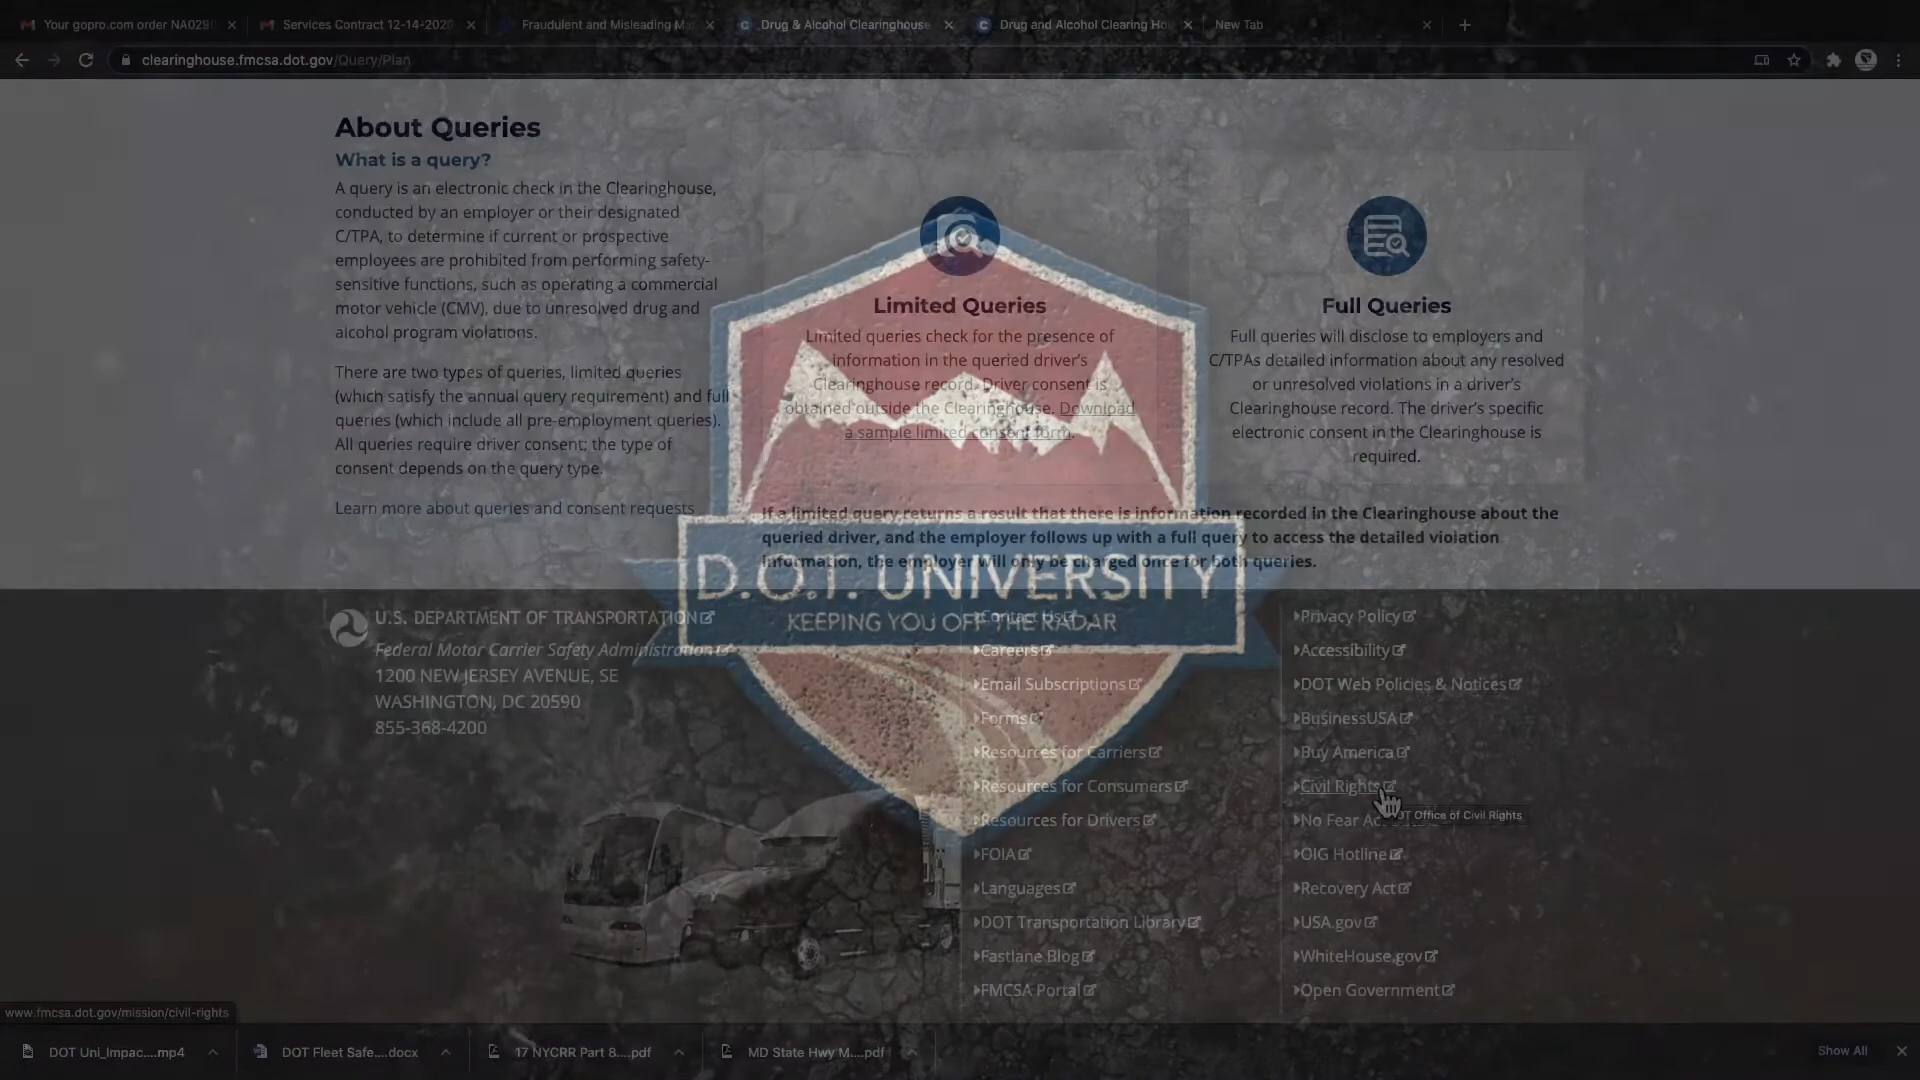 Your gopro.com order NA029
Services Contract 12-14-2020
Fraudulent and Misleading Ma
Drug & Alcohol Clearinghouse
Drug and Alcohol Clearing Ho
New Tab
clearinghouse.fmcsa.dot.gov/Query/Plan
About Queries
What is a query?
A query is an electronic check in the Clearinghouse,
conducted by an employer or their designated
C/TPA, to determine if current or prospective
employees are prohibited from performing safety-
sensitive functions, such as operating a commercial
motor vehicle (CMV), due to unresolved drug and
alcohol program violations.
There are two types of queries, limited queries
(which satisfy the annual query requirement) and full
queries (which include all pre-employment queries).
All queries require driver consent; the type of
consent depends on the query type.
Learn more about queries and consent requests
Limited Queries
Limited queries check for the presence of
information in the queried driver's
Clearinghouse record. Driver consent is
obtained outside the Clearinghouse. Download
a sample limited consent form.
Full Queries
Full queries will disclose to employers and
C/TPAs detailed information about any resolved
or unresolved violations in a driver's
Clearinghouse record. The driver's specific
electronic consent in the Clearinghouse is
required.
If a limited query returns a result that there is information recorded in the Clearinghouse about the
queried driver, and the employer follows up with a full query to access the detailed violation
information, the employer will only be charged once for both queries.
D.O.T. UNIVERSITY
KEEPING YOU OFF THE RADAR
U.S. DEPARTMENT OF TRANSPORTATION
Federal Motor Carrier Safety Administration
1200 NEW JERSEY AVENUE, SE
WASHINGTON, DC 20590
855-368-4200
Contact Us
Careers
Email Subscriptions
Forms
Resources for Carriers
Resources for Consumers
Resources for Drivers
FOIA
Languages
DOT Transportation Library
Fastlane Blog
FMCSA Portal
Privacy Policy
Accessibility
DOT Web Policies & Notices
BusinessUSA
Buy America
Civil Rights
No Fear Ac
OT Office of Civil Rights
OIG Hotline
Recovery Act
USA.gov
WhiteHouse.gov
Open Government
www.fmcsa.dot.gov/mission/civil-rights
DOT Uni_Impac....mp4
DOT Fleet Safe....docx
17 NYCRR Part 8....pdf
MD State Hwy M....pdf
Show All